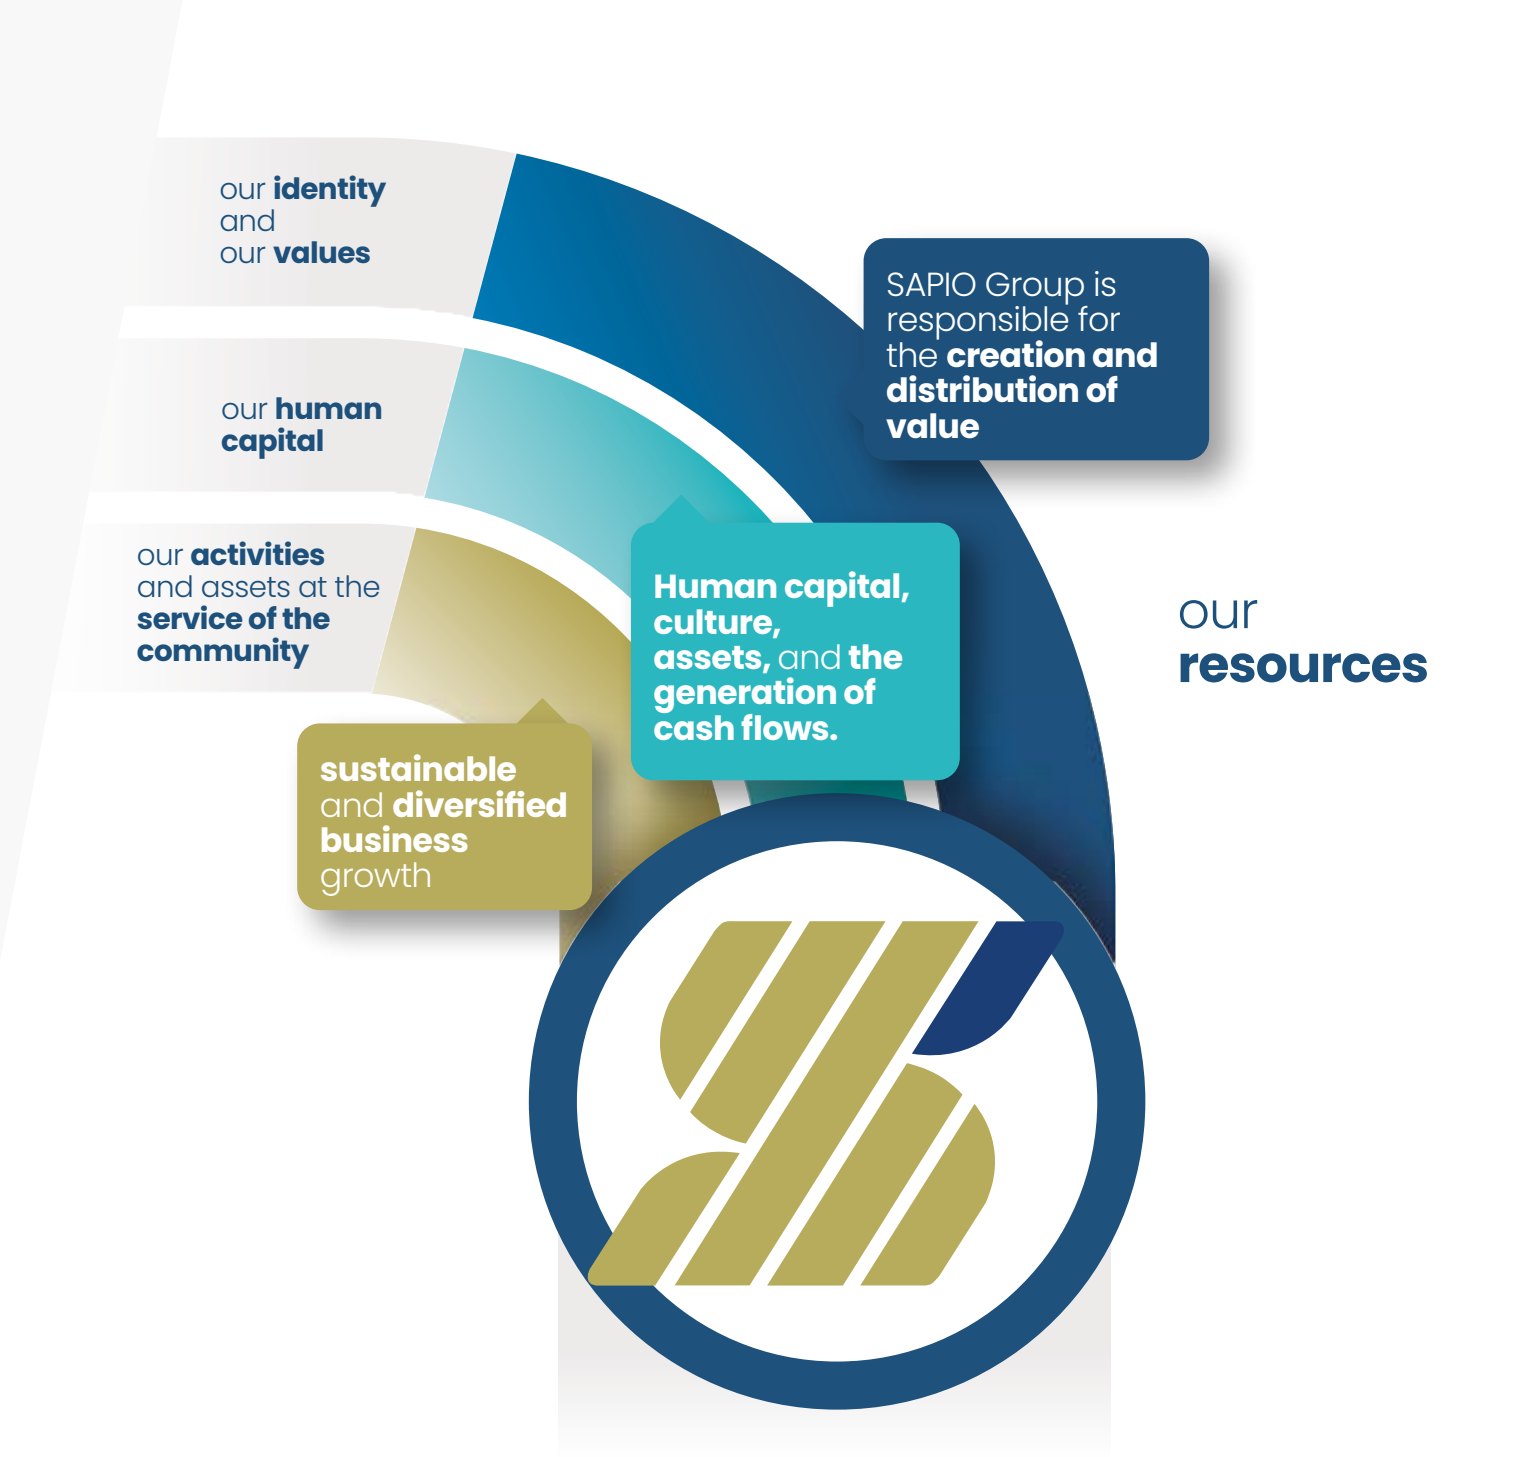 our identity
and
our values
SAPIO Group is
responsible for
the creation and
distribution of
value
our human
capital
Human capital,
culture,
assets, and the
generation of
cash flows.
our activities
and assets at the
service of the
community
sustainable
and diversified
business
growth
our
resources